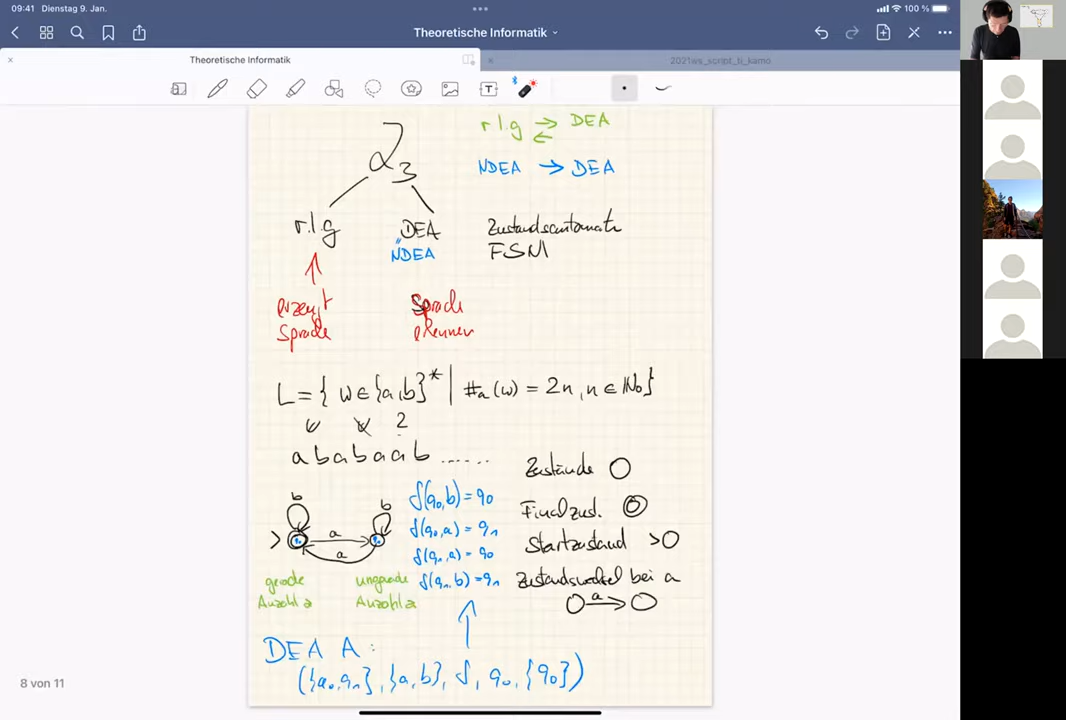 09:41 Dienstag 9. Jan.
100 %
Theoretische Informatik
Theoretische Informatik
2021ws_script_ti_kamo
r.l.g → DEA
←
NDEA → DEA
ℒ3
r.l.g
DEA
NDEA
Zustandsautomat
FSM
erzeugt
Sprache
Sprache
erkennen
L = { w ∈ {a,b}* | #a(w) = 2n, n ∈ ℕ0}
2
a b a b a a b ......
Zustände
Finalzust.
Startzustand >
Zustandswechsel bei a
a
b
b
>
q0
a
a
δ(q0,b) = q0
δ(q0,a) = q1
δ(q1,a) = q0
δ(q1,b) = q1
gerade
Anzahl a
ungerade
Anzahl a
DEA A:
({q0,q1}, {a,b}, δ, q0, {q0})
8 von 11